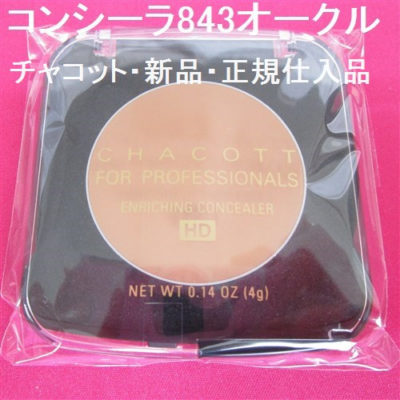 コンシーラ843オークル
チャコット・新品・正規仕入品
CHACOTT
FOR PROFESSIONALS
ENRICHING CONCEALER
HD
NET WT 0.14 OZ (4g)